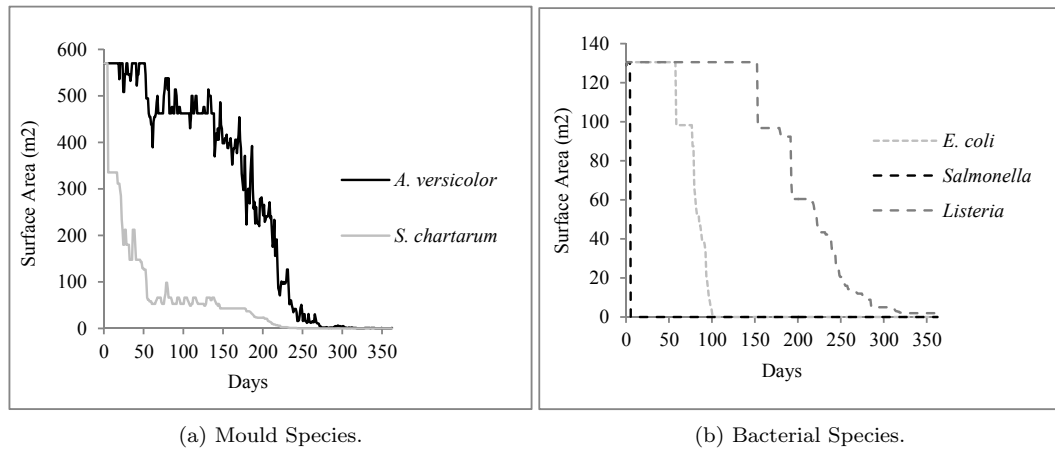 600
500
400
300
200
100
0
Surface Area (m2)
A. versicolor
S. chartarum
0 50 100 150 200 250 300 350
Days
(a) Mould Species.
140
120
100
80
60
40
20
0
Surface Area (m2)
E. coli
Salmonella
Listeria
0 50 100 150 200 250 300 350
Days
(b) Bacterial Species.